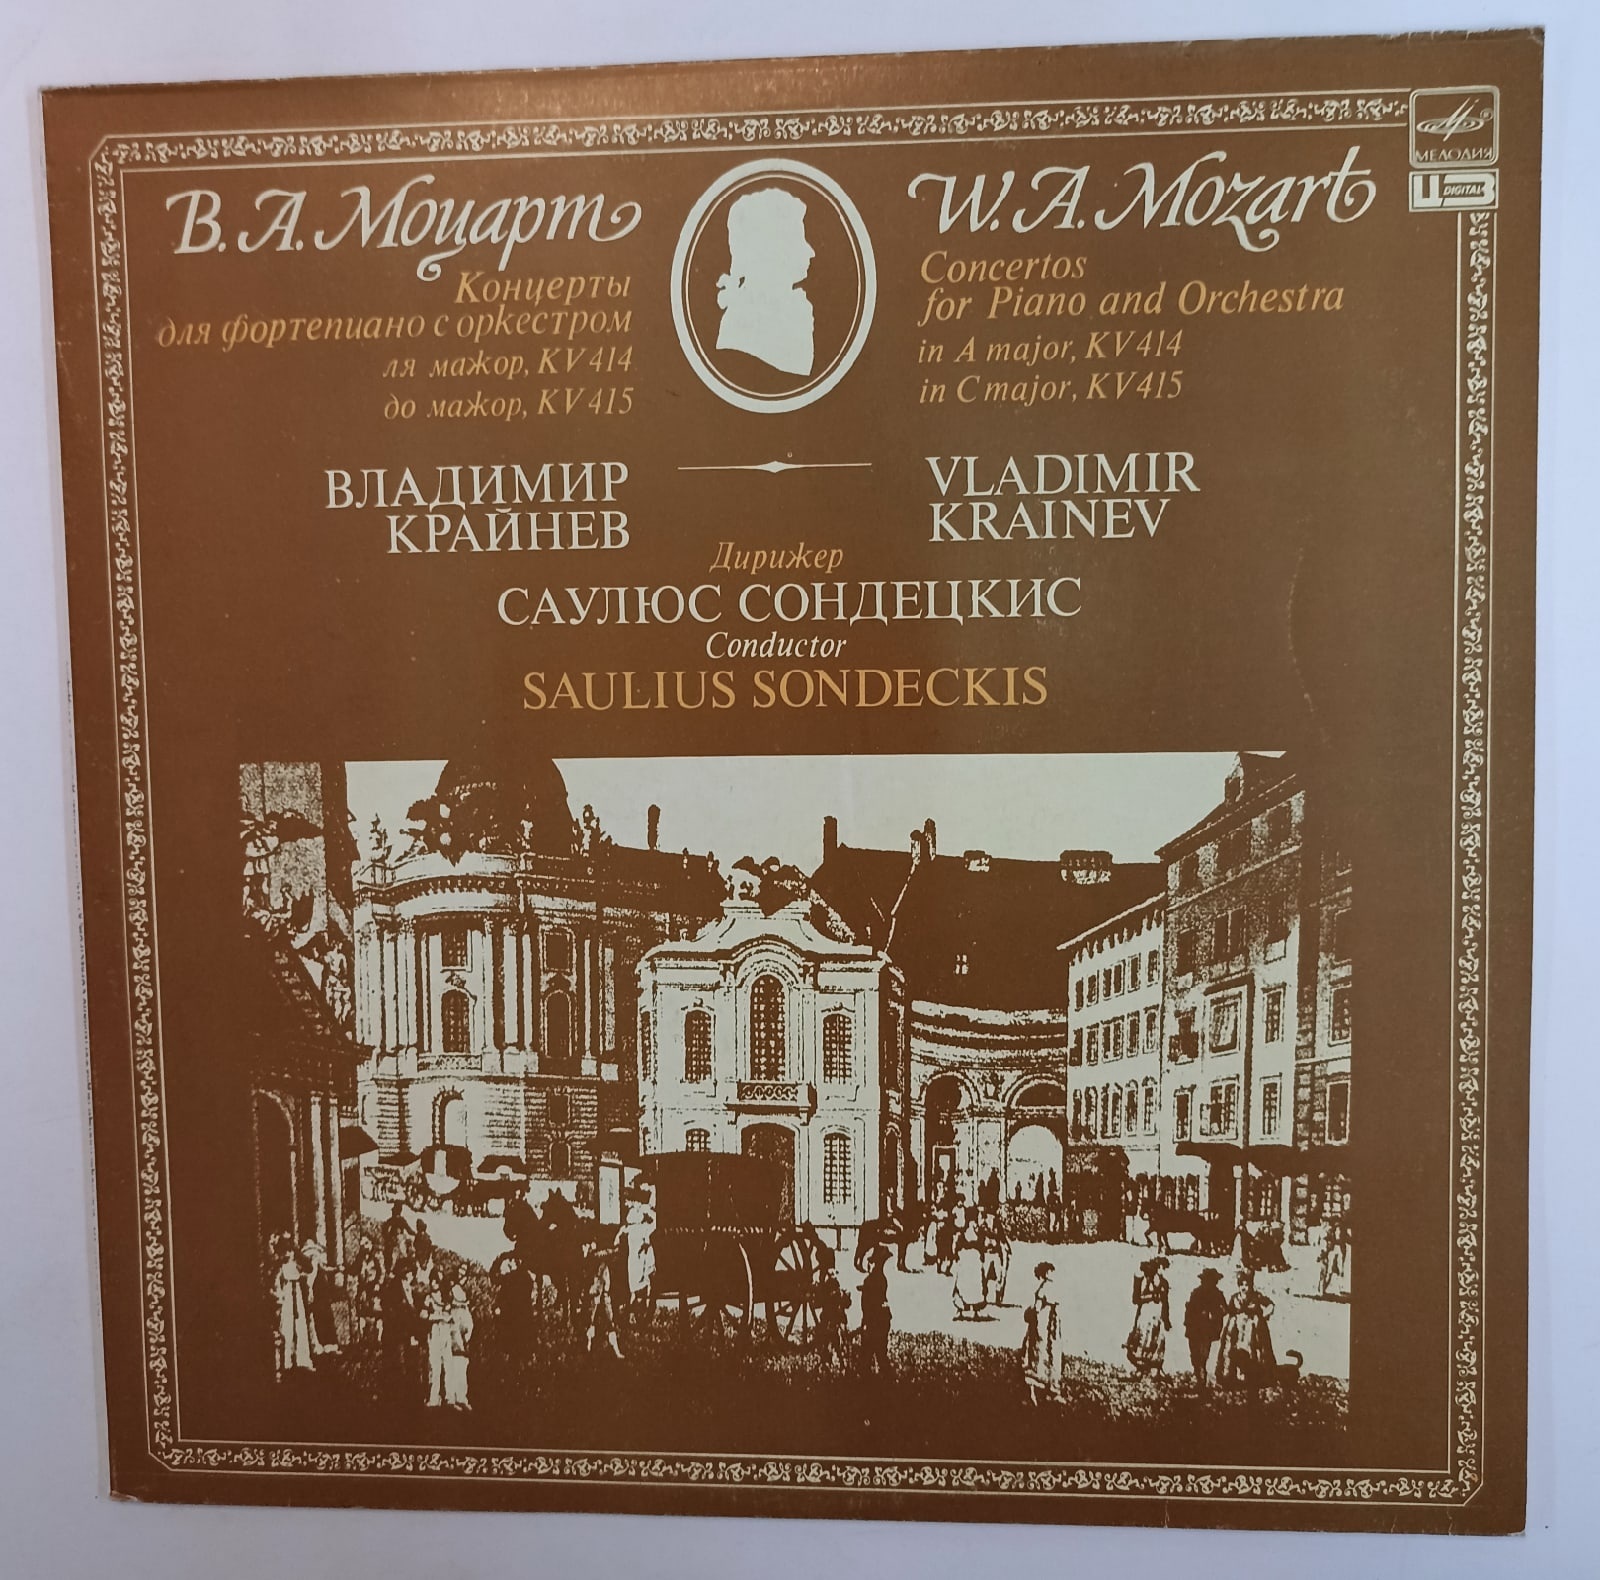 МЕЛОДИЯ
ЦЗ DIGITAL
В. А. Моцарт
Концерты
для фортепиано с оркестром
ля мажор, KV 414
до мажор, KV 415
W. A. Mozart
Concertos
for Piano and Orchestra
in A major, KV 414
in C major, KV 415
ВЛАДИМИР
КРАЙНЕВ
VLADIMIR
KRAINEV
Дирижер
САУЛЮС СОНДЕЦКИС
Conductor
SAULIUS SONDECKIS